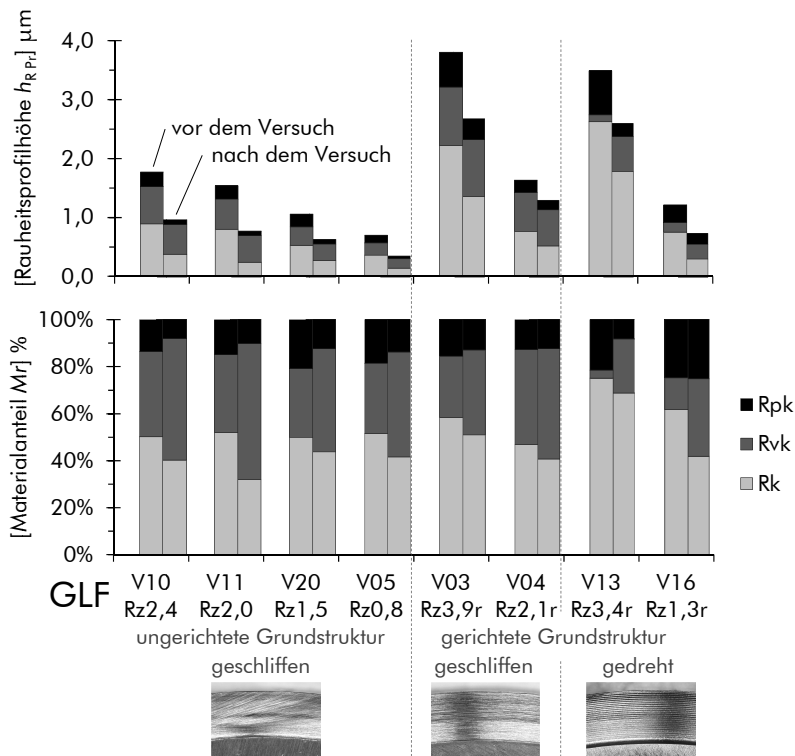 [Rauheitsprofilhöhe hR Pr] µm
4,0
3,0
2,0
1,0
0,0
vor dem Versuch
nach dem Versuch
[Materialanteil Mr] %
100%
80%
60%
40%
20%
0%
Rpk
Rvk
Rk
GLF
V10 V11 V20 V05 V03 V04 V13 V16
Rz2,4 Rz2,0 Rz1,5 Rz0,8 Rz3,9r Rz2,1r Rz3,4r Rz1,3r
ungerichtete Grundstruktur gerichtete Grundstruktur
geschliffen geschliffen gedreht